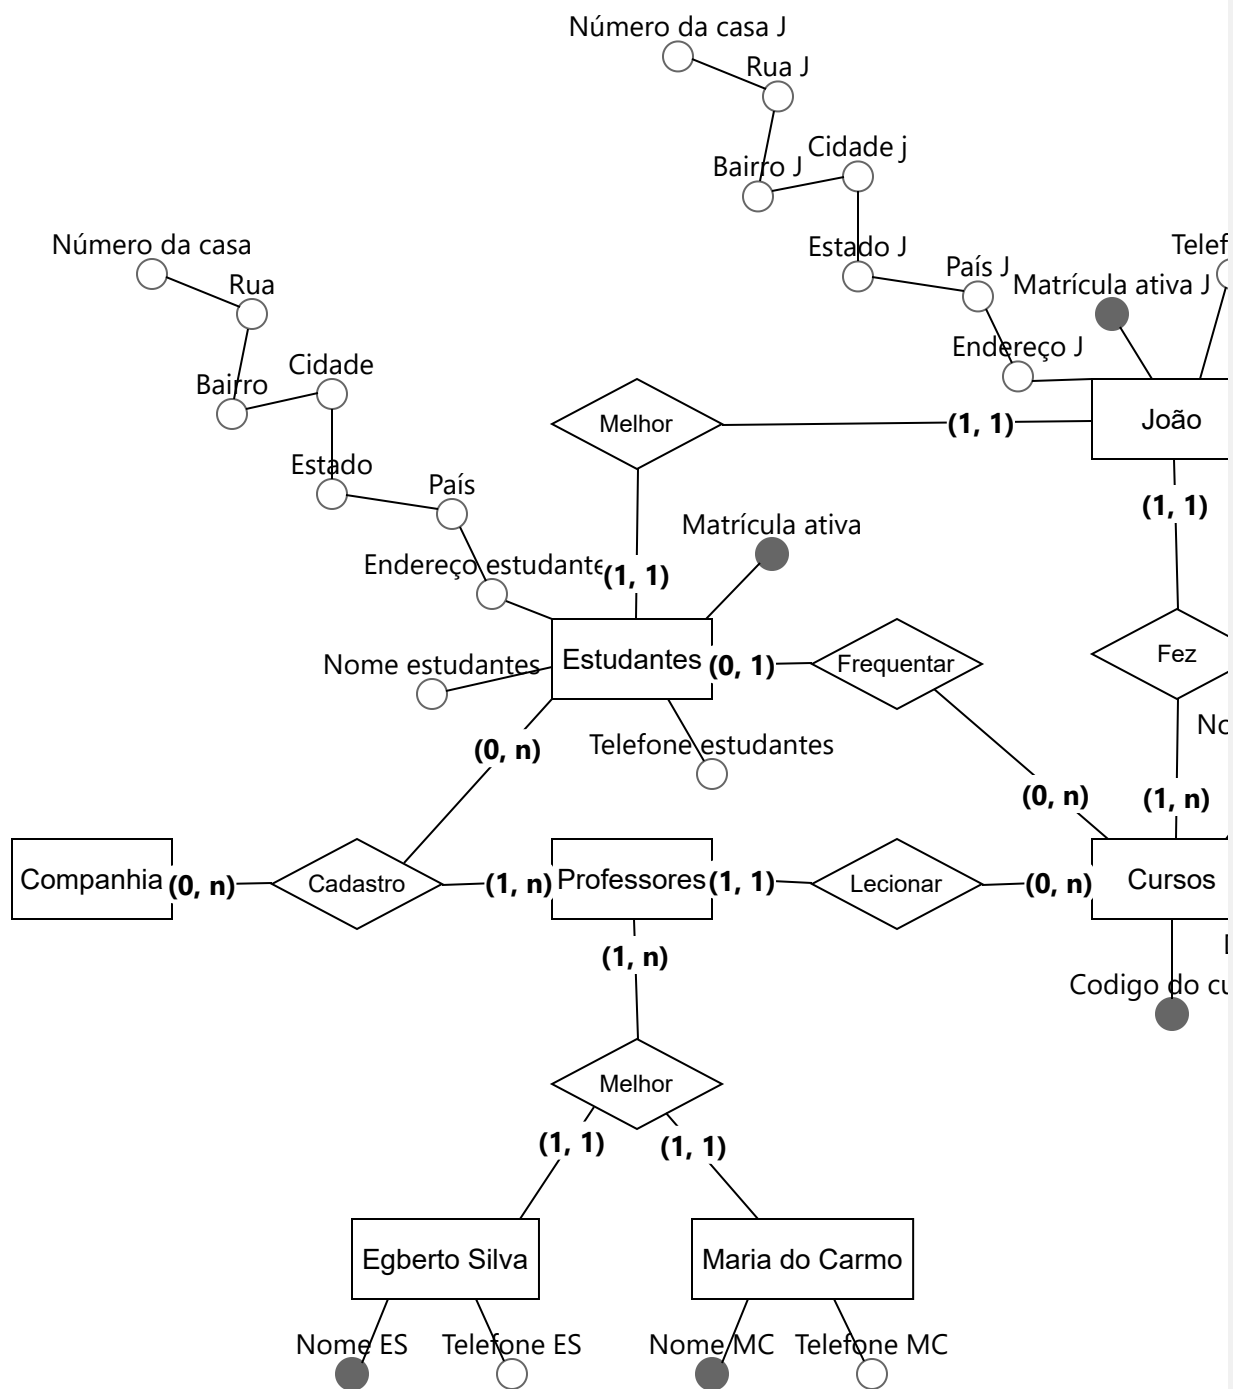 Número da casa J
Rua J
Cidade j
Bairro J
Estado J
País J
Matrícula ativa J
Endereço J
Número da casa
Rua
Cidade
Bairro
Estado
País
Endereço estudante
Melhor
(1, 1)
João
(1, 1)
Matrícula ativa
(1, 1)
Nome estudantes
Estudantes
(0, 1)
Frequentar
Fez
Telefone estudantes
(0, n)
(0, n)
(1, n)
Companhia
(0, n)
Cadastro
(1, n)
Professores
(1, 1)
Lecionar
(0, n)
Cursos
(1, n)
Codigo do
Melhor
(1, 1)
(1, 1)
Egberto Silva
Maria do Carmo
Nome ES
Telefone ES
Nome MC
Telefone MC